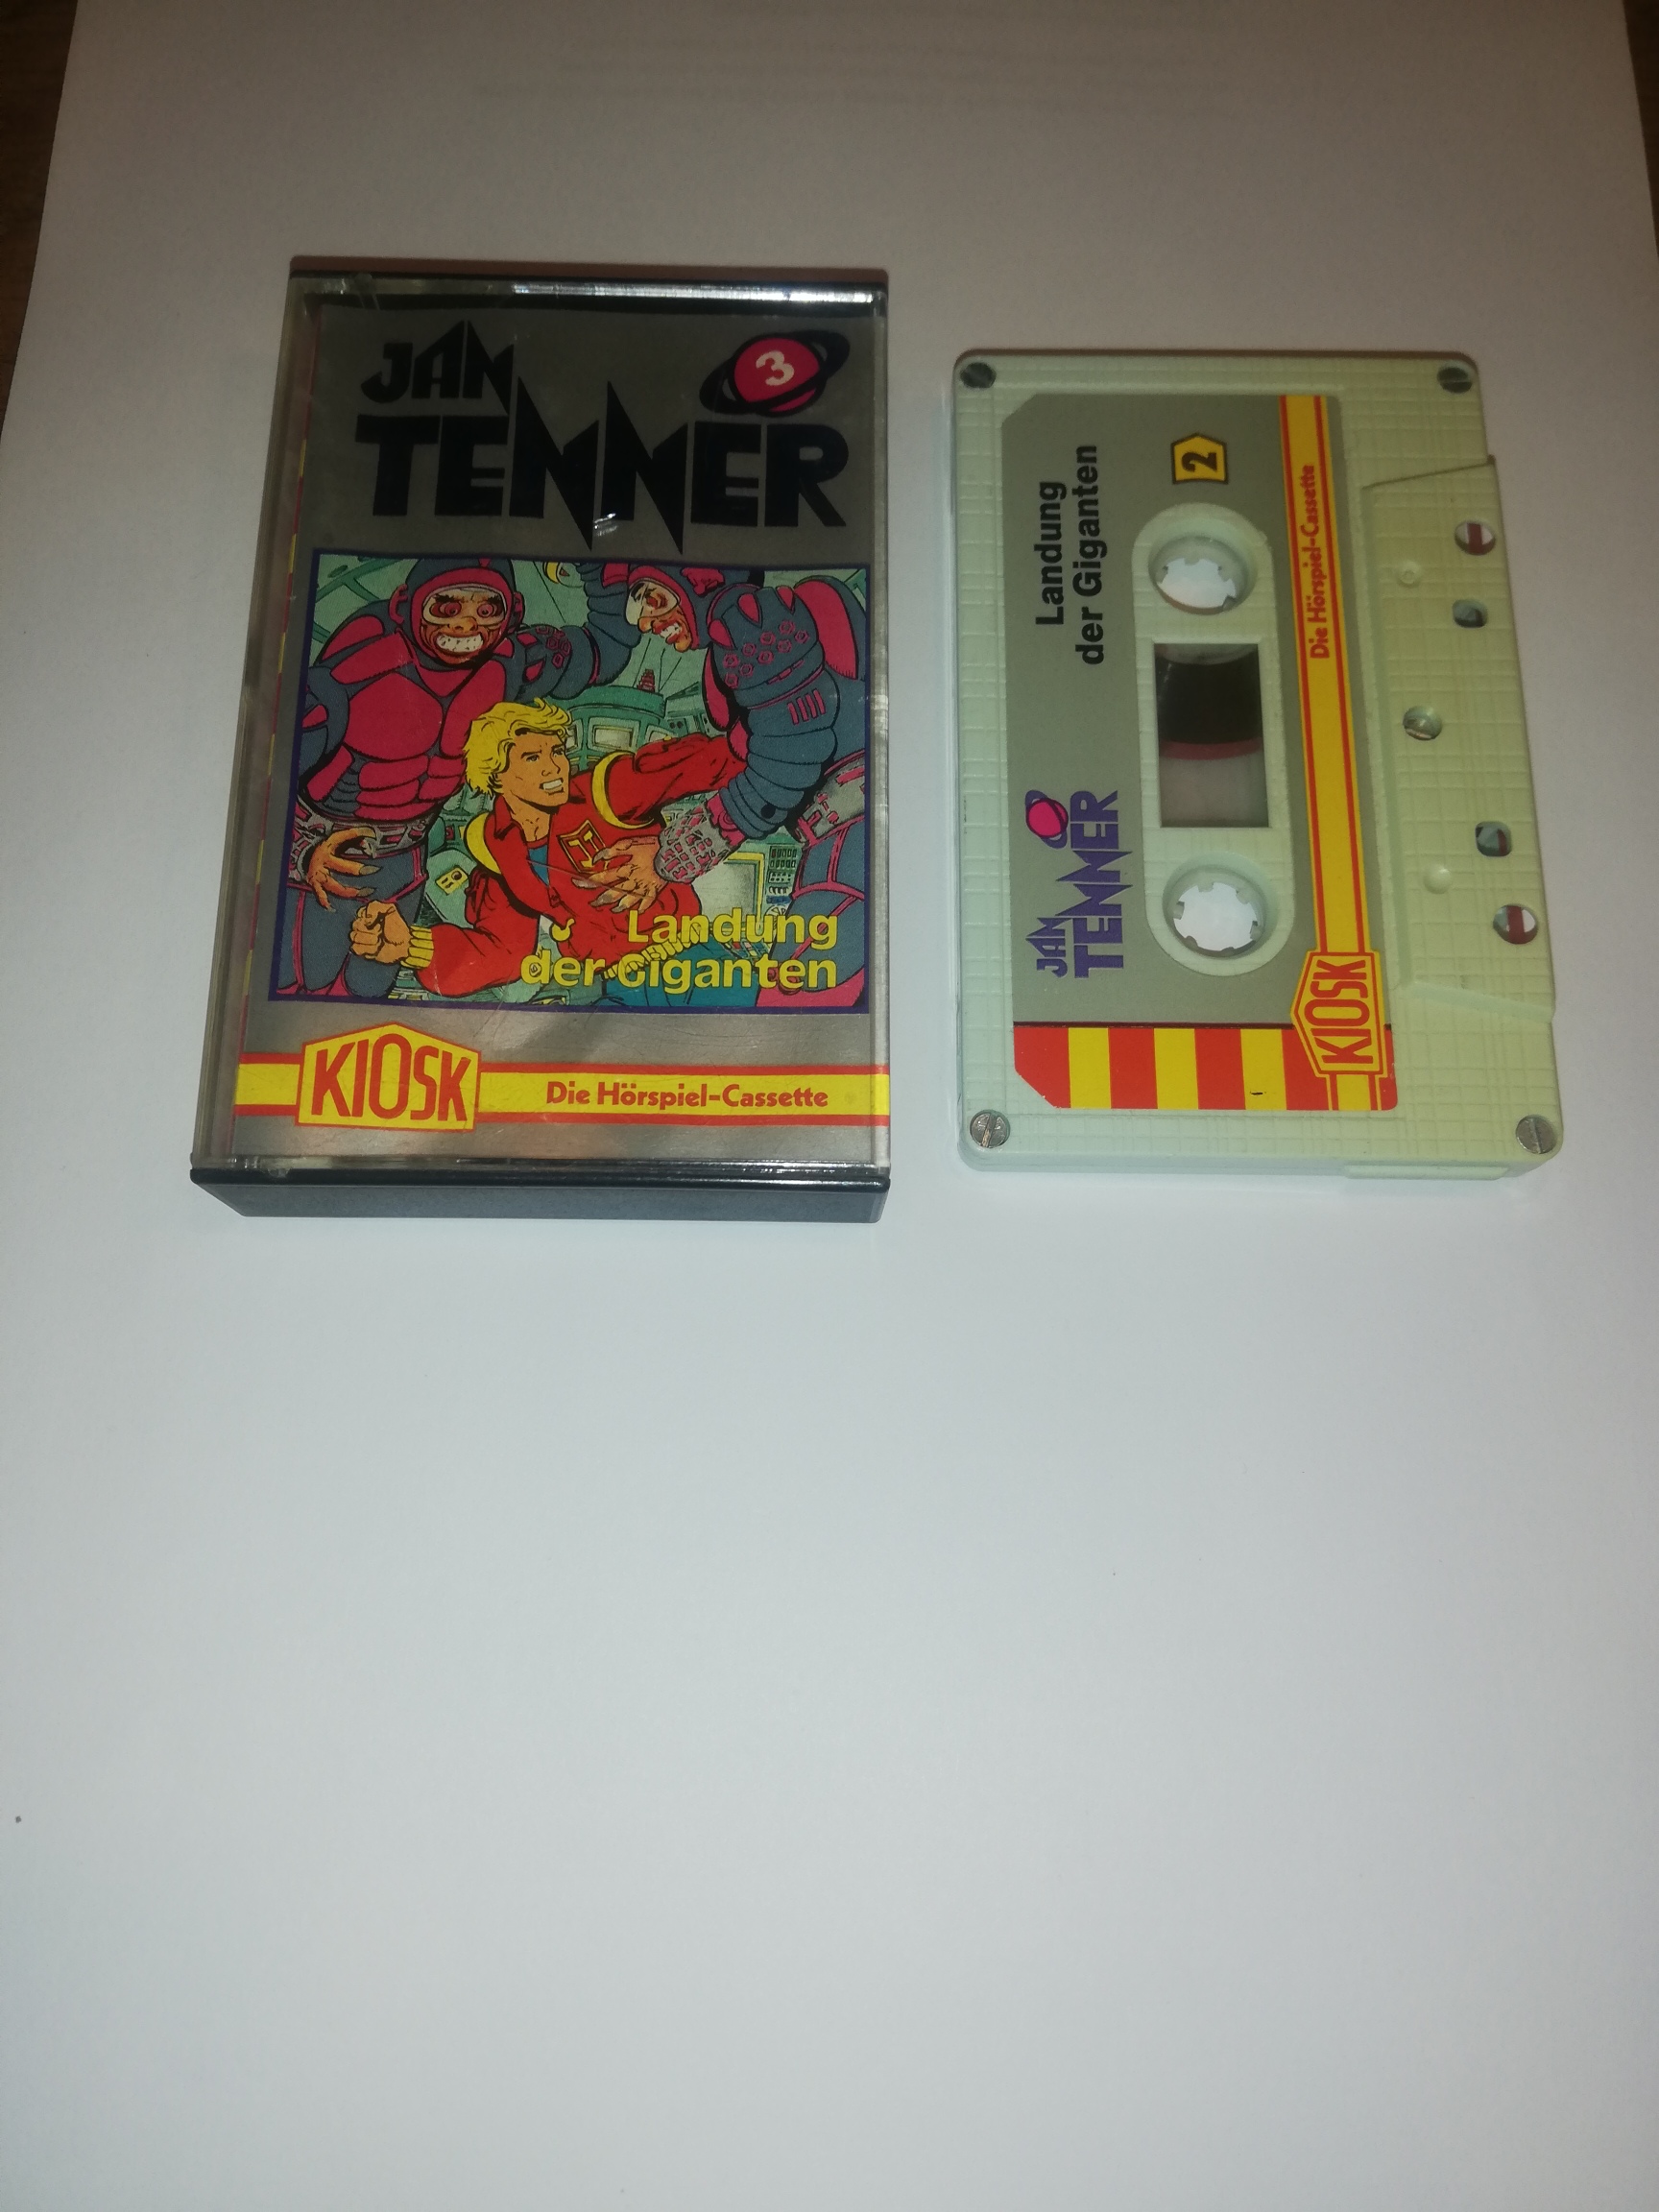 JAN
TENNER
3
Landung
der Giganten
KIOSK
Die Hörspiel-Cassette
Landung
der Giganten
2
JAN
TENNER
KIOSK
Die Hörspiel-Cassette